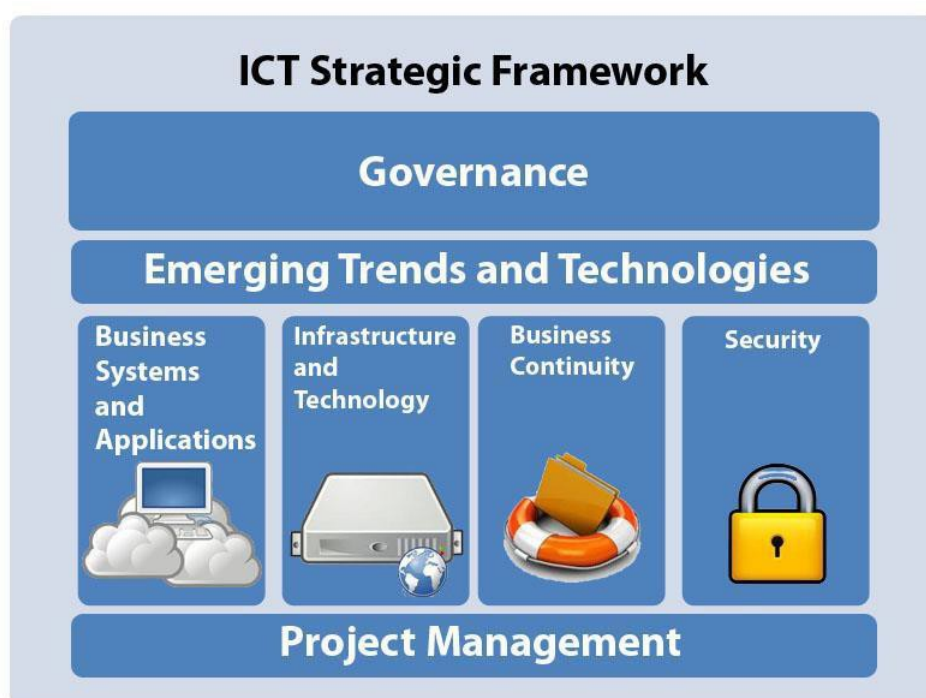 ICT Strategic Framework
Governance
Emerging Trends and Technologies
Business
Systems
and
Applications
Infrastructure
and
Technology
Business
Continuity
Security
Project Management